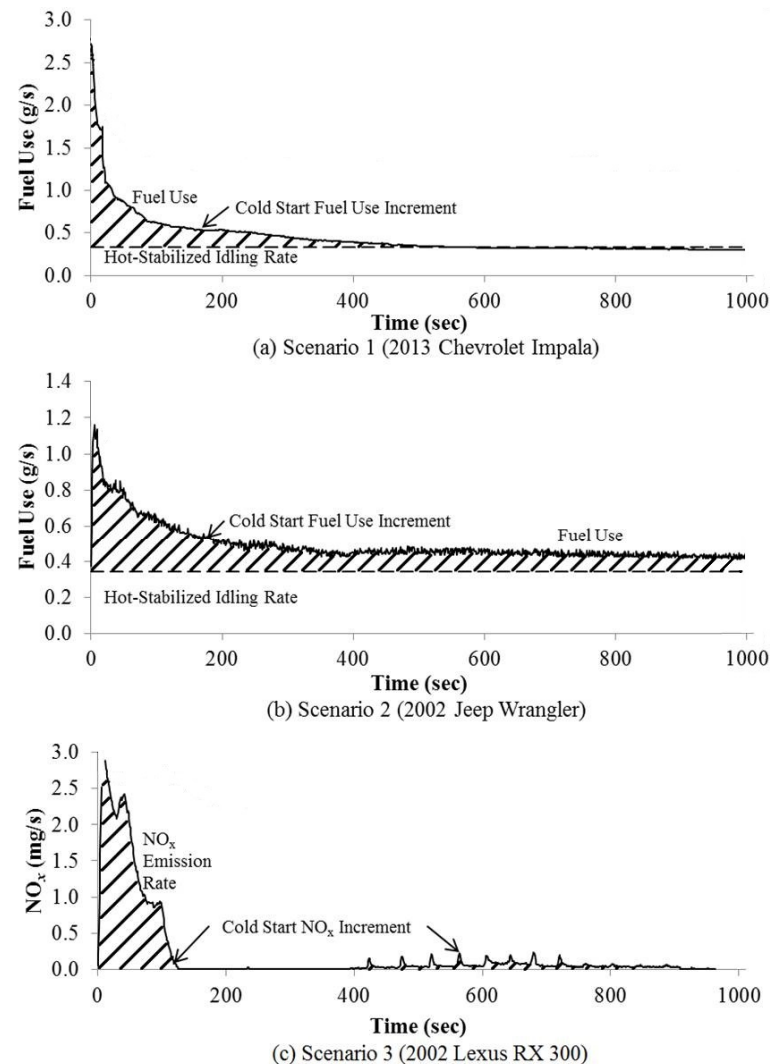 3.0
2.5
2.0
1.5
1.0
0.5
0.0
Fuel Use (g/s)
Fuel Use
Cold Start Fuel Use Increment
Hot-Stabilized Idling Rate
0 200 400 600 800 1000
Time (sec)
(a) Scenario 1 (2013 Chevrolet Impala)
1.4
1.2
1.0
0.8
0.6
0.4
0.2
0.0
Fuel Use (g/s)
Cold Start Fuel Use Increment
Fuel Use
Hot-Stabilized Idling Rate
0 200 400 600 800 1000
Time (sec)
(b) Scenario 2 (2002 Jeep Wrangler)
3.0
2.5
2.0
1.5
1.0
0.5
0.0
NOx (mg/s)
NOx
Emission
Rate
Cold Start NOx Increment
0 200 400 600 800 1000
Time (sec)
(c) Scenario 3 (2002 Lexus RX 300)